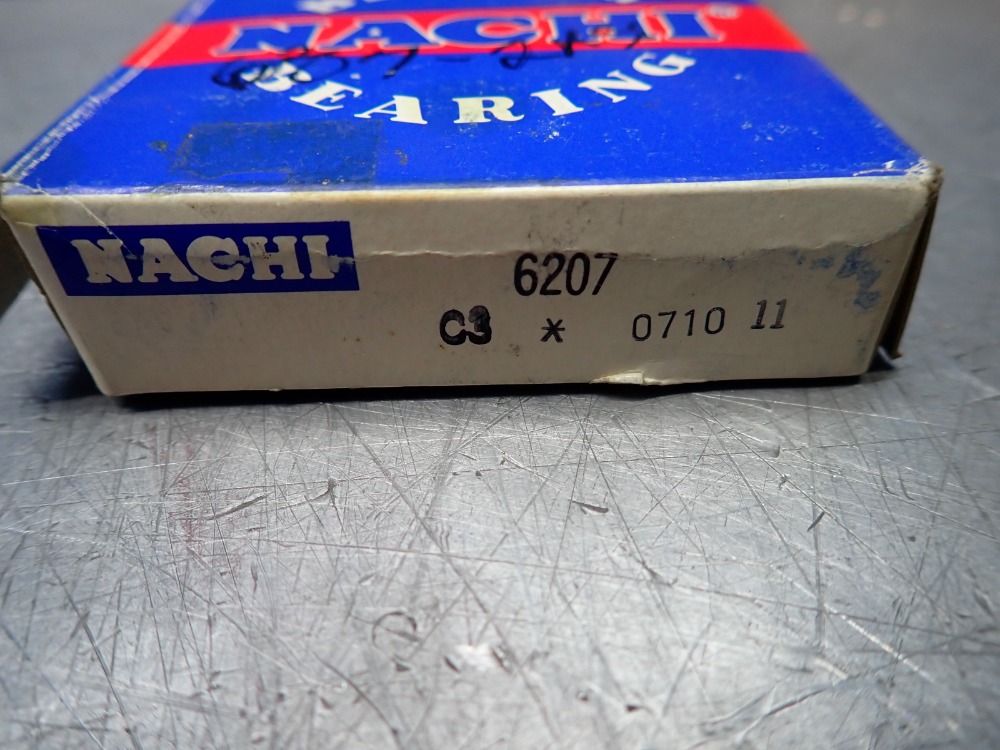 NACHI®
BEARING
NACHI
6207
C3 * 0710 11